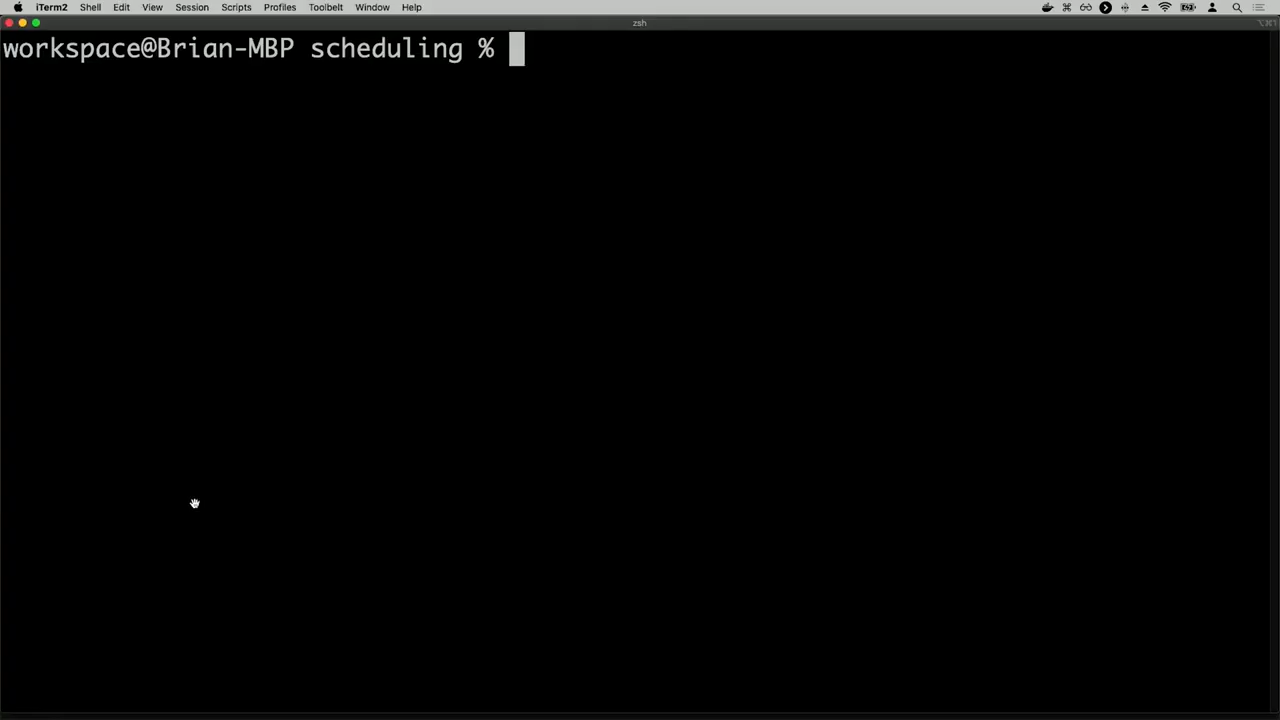 iTerm2 Shell Edit View Session Scripts Profiles Toolbelt Window Help
zsh
workspace@Brian-MBP scheduling %